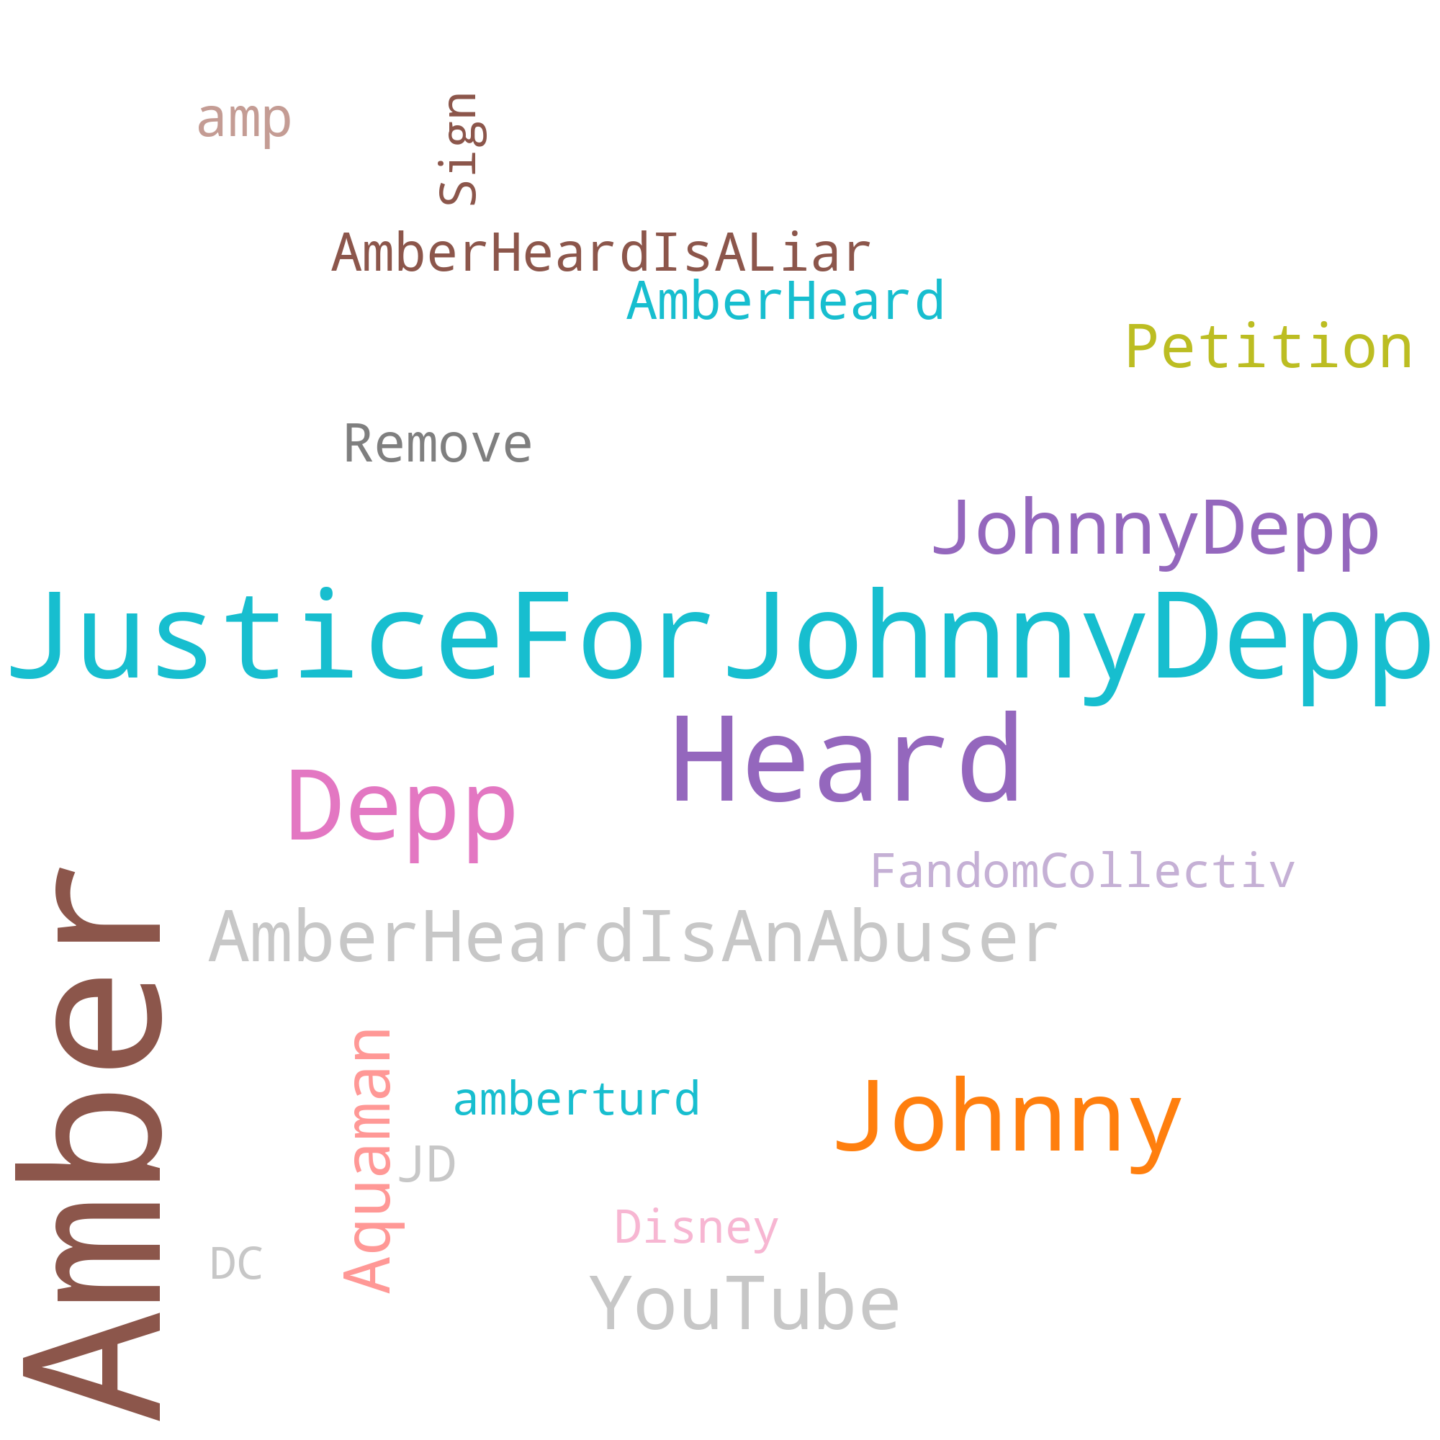 amp
Sign
AmberHeardIsALiar
AmberHeard
Petition
Remove
JohnnyDepp
JusticeForJohnnyDepp
Heard
Depp
FandomCollectiv
AmberHeardIsAnAbuser
Amber
Aquaman
amberturd
Johnny
JD
Disney
DC
YouTube